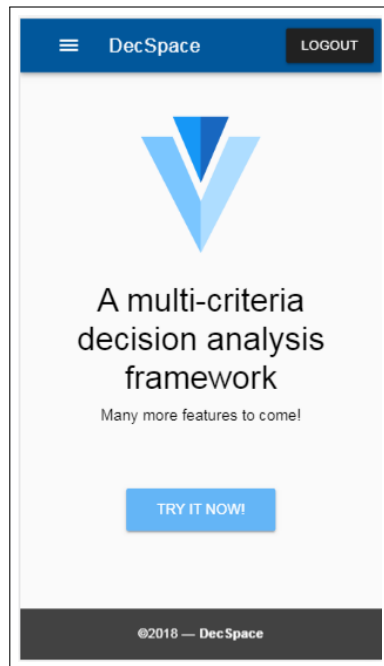 DecSpace
LOGOUT
A multi-criteria
decision analysis
framework
Many more features to come!
TRY IT NOW!
©2018 — DecSpace